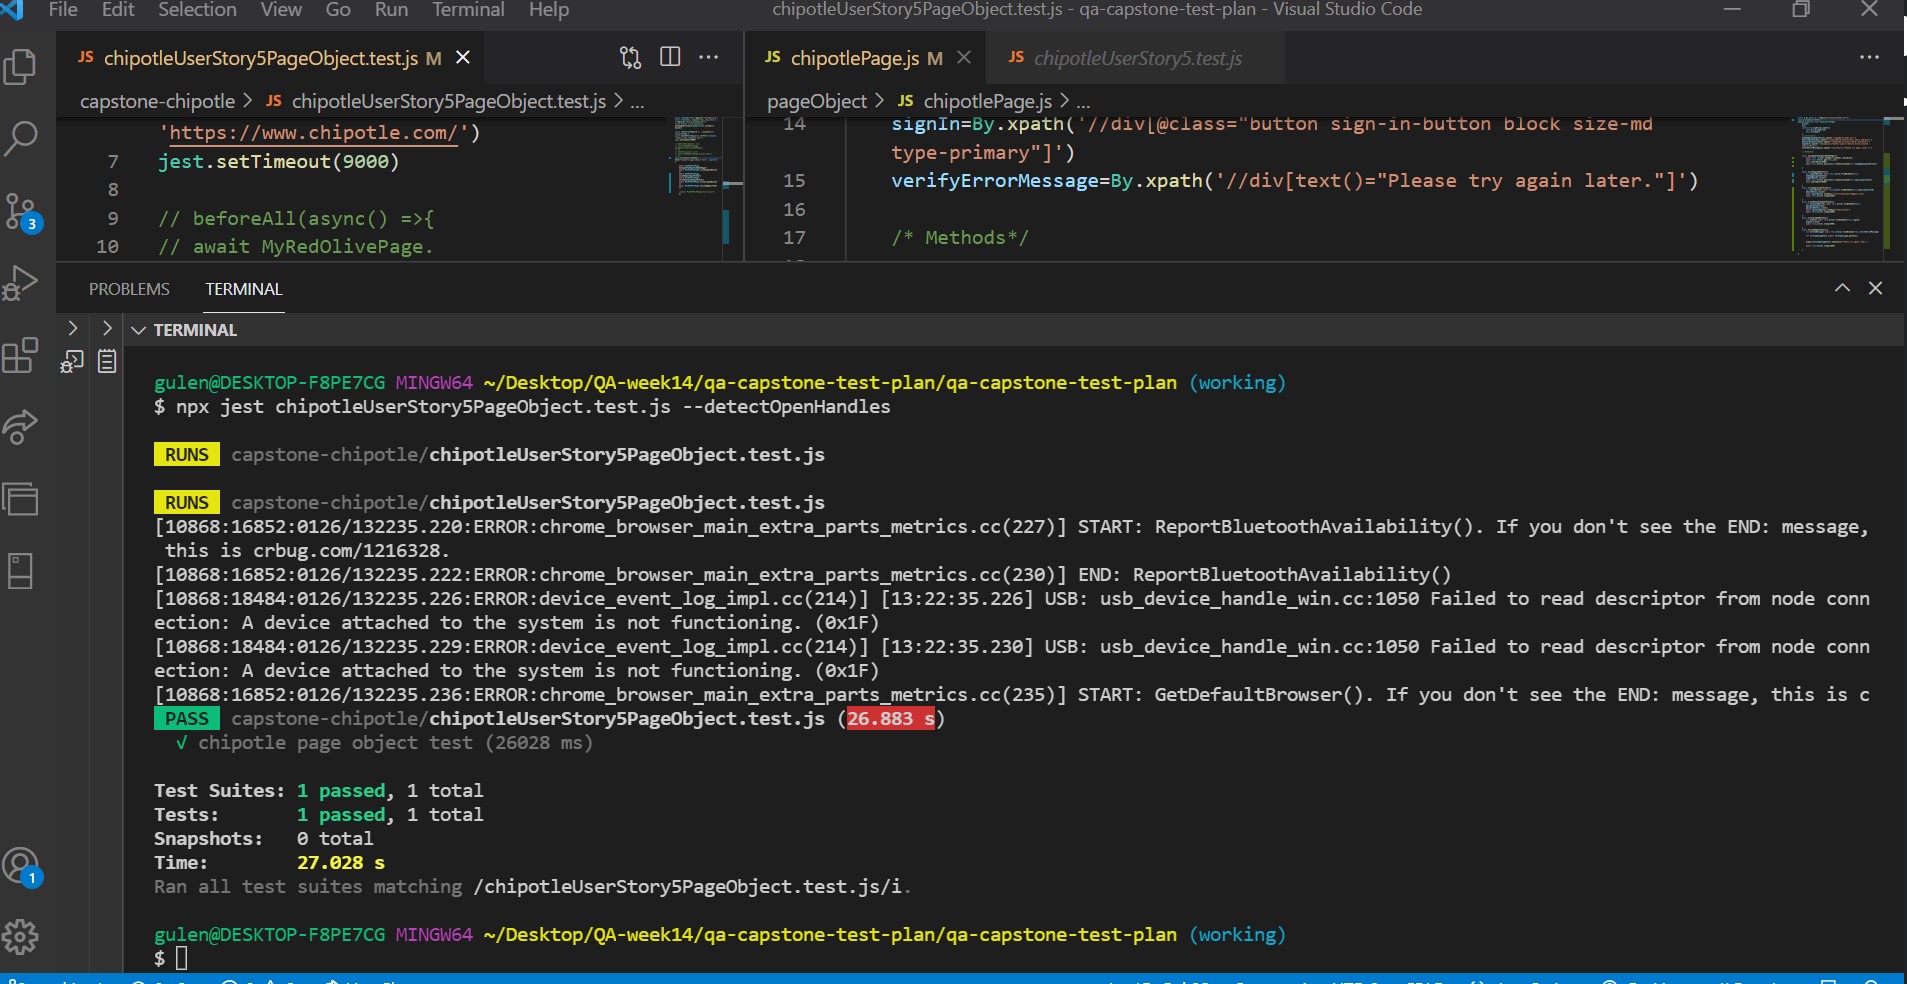 File Edit Selection View Go Run Terminal Help chipotleUserStory5PageObject.test.js - qa-capstone-test-plan - Visual Studio Code
JS chipotleUserStory5PageObject.test.js M
JS chipotlePage.js M JS chipotleUserStory5.test.js
capstone-chipotle > JS chipotleUserStory5PageObject.test.js > ...
'https://www.chipotle.com/')
7 jest.setTimeout(9000)
8
9 // beforeAll(async() =>{
10 // await MyRedOlivePage.
pageObject > JS chipotlePage.js > ...
14 signIn=By.xpath('//div[@class="button sign-in-button block size-md
type-primary"]')
15 verifyErrorMessage=By.xpath('//div[text()="Please try again later."]')
16
17 /* Methods*/
3
PROBLEMS TERMINAL
TERMINAL
gulen@DESKTOP-F8PE7CG MINGW64 ~/Desktop/QA-week14/qa-capstone-test-plan/qa-capstone-test-plan (working)
$ npx jest chipotleUserStory5PageObject.test.js --detectOpenHandles
RUNS capstone-chipotle/chipotleUserStory5PageObject.test.js
RUNS capstone-chipotle/chipotleUserStory5PageObject.test.js
[10868:16852:0126/132235.220:ERROR:chrome_browser_main_extra_parts_metrics.cc(227)] START: ReportBluetoothAvailability(). If you don't see the END: message,
this is crbug.com/1216328.
[10868:16852:0126/132235.222:ERROR:chrome_browser_main_extra_parts_metrics.cc(230)] END: ReportBluetoothAvailability()
[10868:18484:0126/132235.226:ERROR:device_event_log_impl.cc(214)] [13:22:35.226] USB: usb_device_handle_win.cc:1050 Failed to read descriptor from node conn
ection: A device attached to the system is not functioning. (0x1F)
[10868:18484:0126/132235.229:ERROR:device_event_log_impl.cc(214)] [13:22:35.230] USB: usb_device_handle_win.cc:1050 Failed to read descriptor from node conn
ection: A device attached to the system is not functioning. (0x1F)
[10868:16852:0126/132235.236:ERROR:chrome_browser_main_extra_parts_metrics.cc(235)] START: GetDefaultBrowser(). If you don't see the END: message, this is c
PASS capstone-chipotle/chipotleUserStory5PageObject.test.js (26.883 s)
√ chipotle page object test (26028 ms)
Test Suites: 1 passed, 1 total
Tests: 1 passed, 1 total
Snapshots: 0 total
Time: 27.028 s
Ran all test suites matching /chipotleUserStory5PageObject.test.js/i.
1
gulen@DESKTOP-F8PE7CG MINGW64 ~/Desktop/QA-week14/qa-capstone-test-plan/qa-capstone-test-plan (working)
$